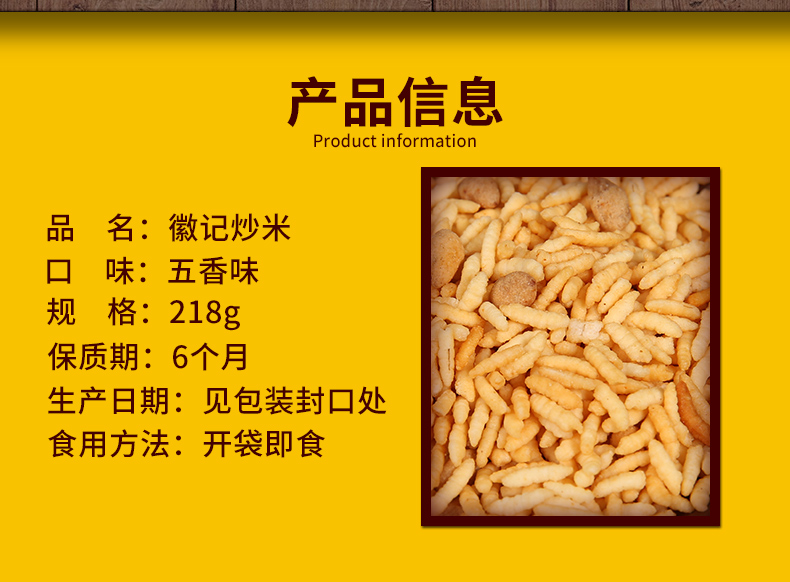 产品信息
Product information
品 名：徽记炒米
口 味：五香味
规 格：218g
保质期：6个月
生产日期：见包装封口处
食用方法：开袋即食